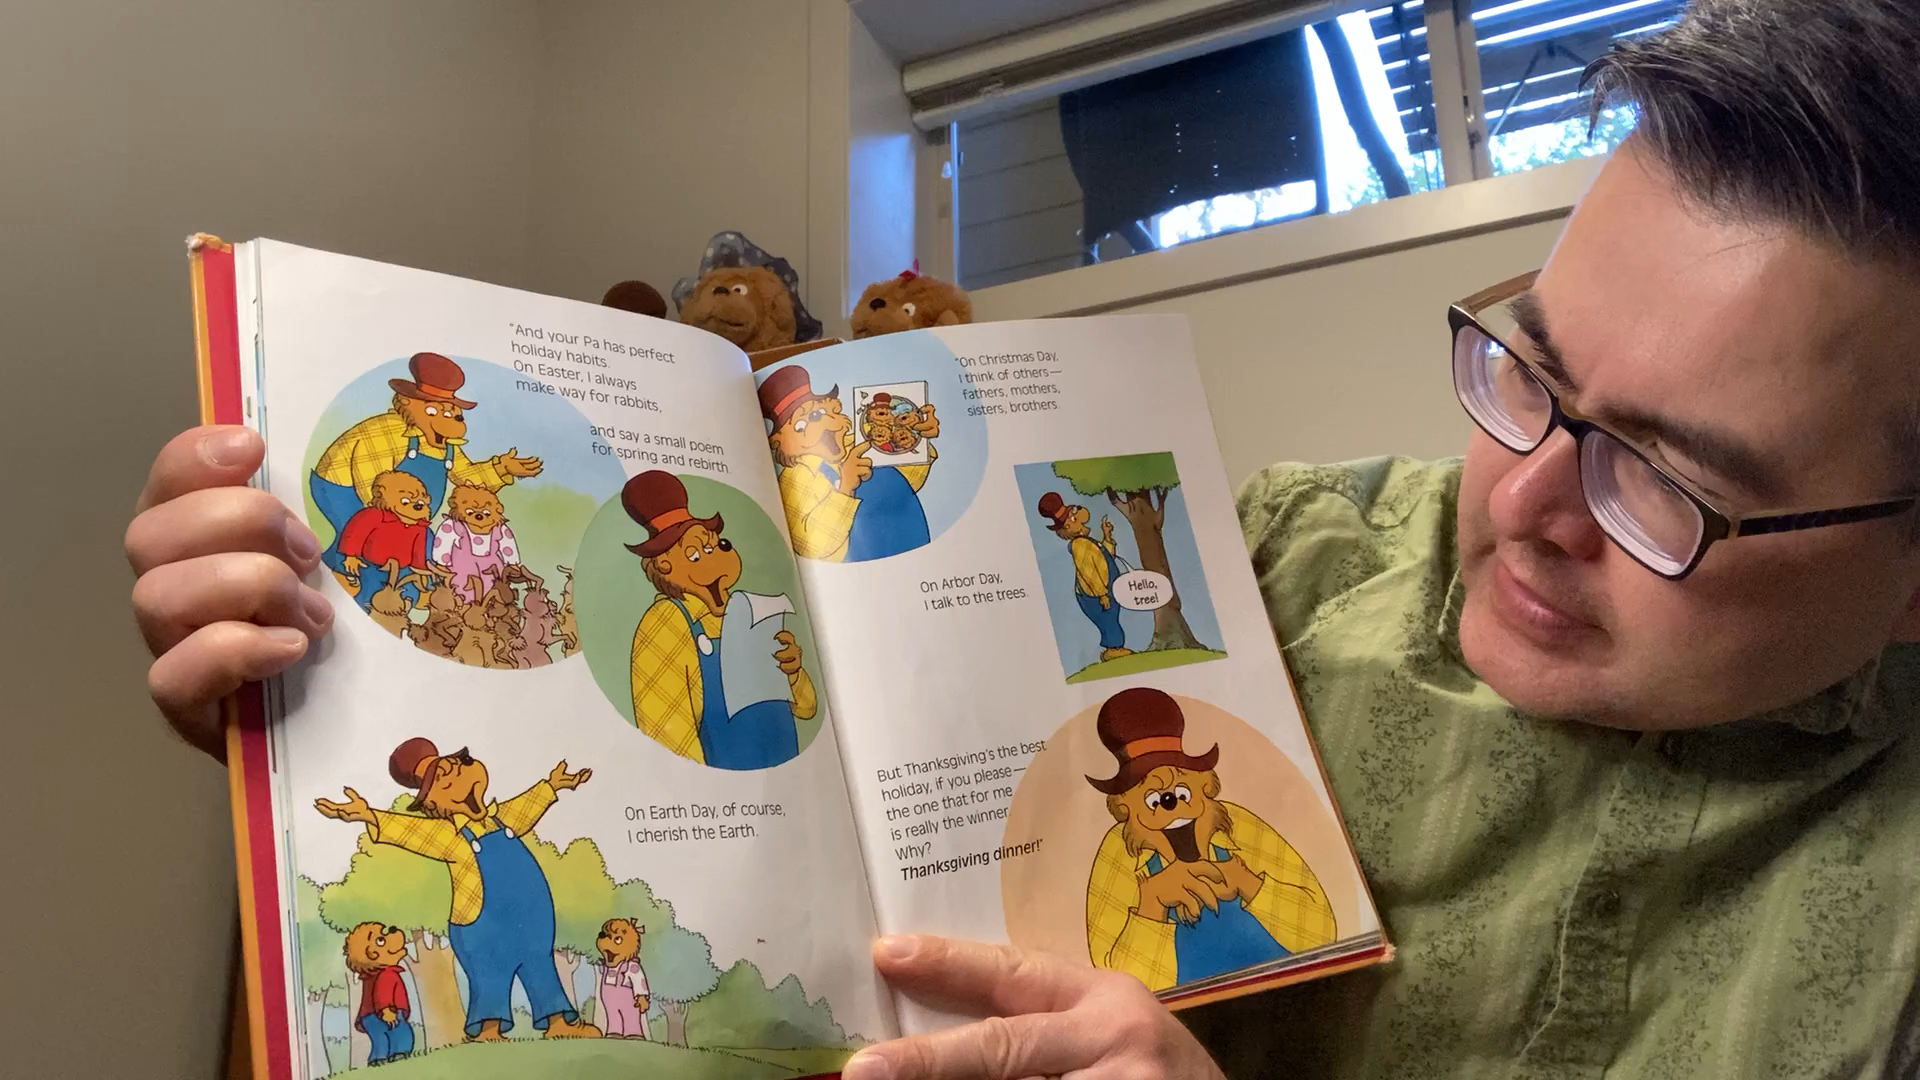 "And your Pa has perfect
holiday habits.
On Easter, I always
make way for rabbits,
and say a small poem
for spring and rebirth.
On Earth Day, of course,
I cherish the Earth.
"On Christmas Day,
I think of others—
fathers, mothers,
sisters, brothers.
On Arbor Day,
I talk to the trees.
Hello,
tree!
But Thanksgiving's the best
holiday, if you please—
the one that for me
is really the winner.
Why?
Thanksgiving dinner!"